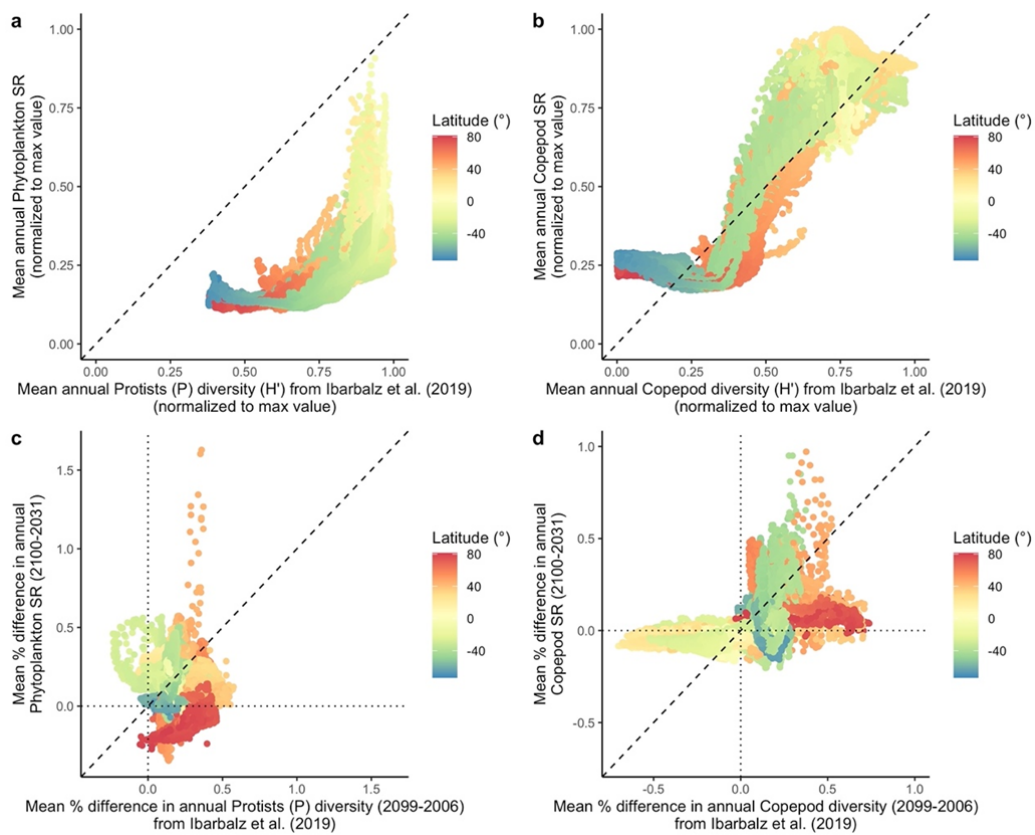 a
Mean annual Phytoplankton SR
(normalized to max value)
1.00
0.75
0.50
0.25
0.00
0.00 0.25 0.50 0.75 1.00
Mean annual Protists (P) diversity (H') from Ibarbalz et al. (2019)
(normalized to max value)
Latitude (°)
80
40
0
-40
b
Mean annual Copepod SR
(normalized to max value)
1.00
0.75
0.50
0.25
0.00
0.00 0.25 0.50 0.75 1.00
Mean annual Copepod diversity (H') from Ibarbalz et al. (2019)
(normalized to max value)
Latitude (°)
80
40
0
-40
c
Mean % difference in annual
Phytoplankton SR (2100-2031)
1.5
1.0
0.5
0.0
0.0 0.5 1.0 1.5
Mean % difference in annual Protists (P) diversity (2099-2006)
from Ibarbalz et al. (2019)
Latitude (°)
80
40
0
-40
d
Mean % difference in annual
Copepod SR (2100-2031)
1.0
0.5
0.0
-0.5
-0.5 0.0 0.5 1.0
Mean % difference in annual Copepod diversity (2099-2006)
from Ibarbalz et al. (2019)
Latitude (°)
80
40
0
-40